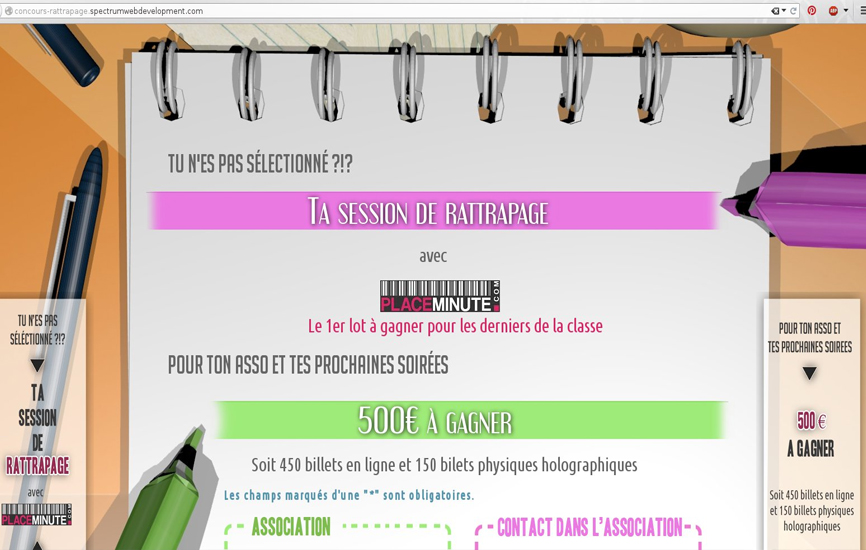 concours-rattrapage.spectrumwebdevelopment.com
TU N'ES PAS SÉLECTIONNÉ ?!?
TA SESSION DE RATTRAPAGE
avec
PLACEMINUTE.COM
Le 1er lot à gagner pour les derniers de la classe
POUR TON ASSO ET TES PROCHAINES SOIRÉES
500€ À GAGNER
Soit 450 billets en ligne et 150 bilets physiques holographiques
Les champs marqués d'une "*" sont obligatoires.
ASSOCIATION
CONTACT DANS L'ASSOCIATION
TU N'ES PAS
SÉLÉCTIONNÉ ?!?
TA
SESSION
DE
RATTRAPAGE
avec
PLACEMINUTE.COM
POUR TON ASSO ET
TES PROCHAINES SOIREES
500 €
A GAGNER
Soit 450 billets en ligne
et 150 bilets physiques
holographiques